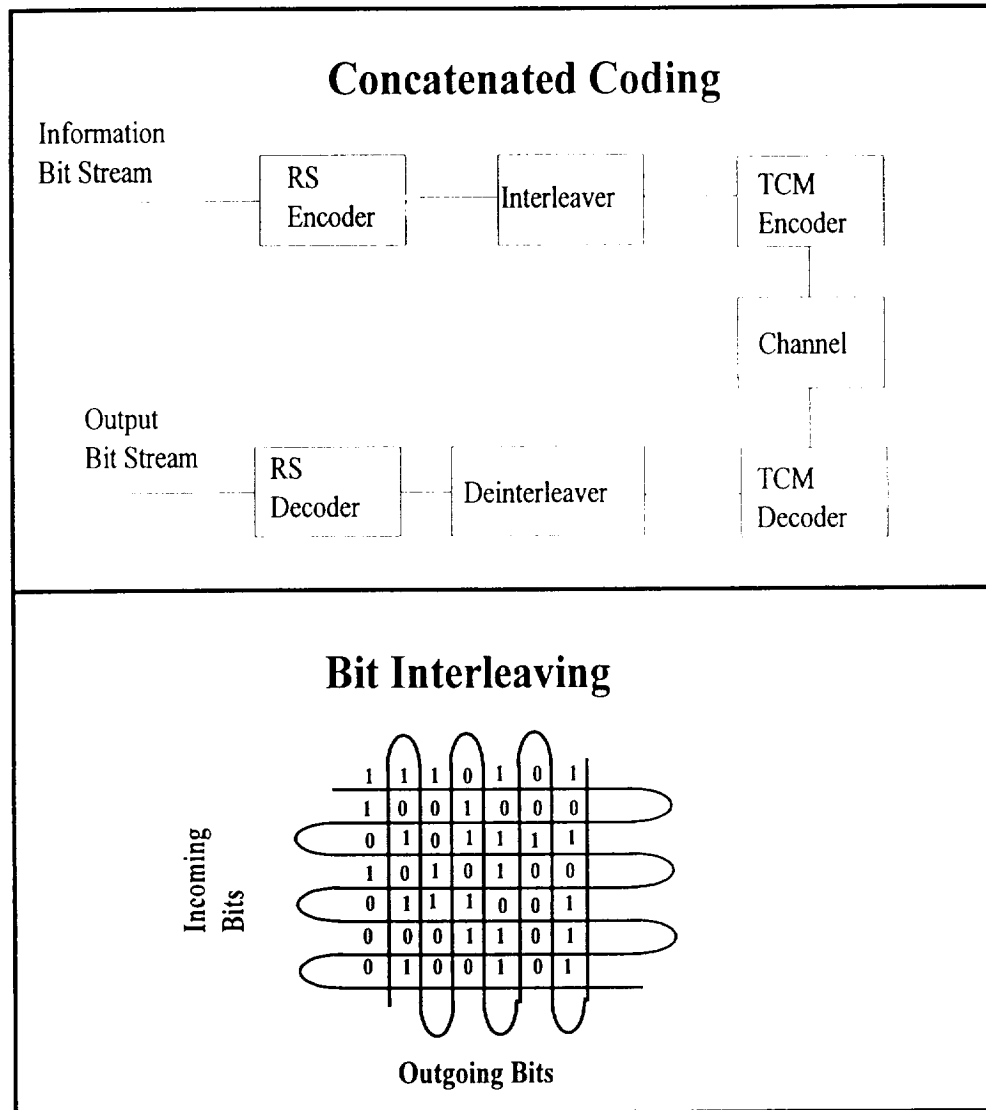 Concatenated Coding
Information
Bit Stream
RS
Encoder
Interleaver
TCM
Encoder
Channel
Output
Bit Stream
RS
Decoder
Deinterleaver
TCM
Decoder
Bit Interleaving
Incoming
Bits
1 1 1 0 1 0 1
1 0 0 1 0 0 0
0 1 0 1 1 1 1
1 0 1 0 1 0 0
0 1 1 1 0 0 1
0 0 0 1 1 0 1
0 1 0 0 1 0 1
Outgoing Bits